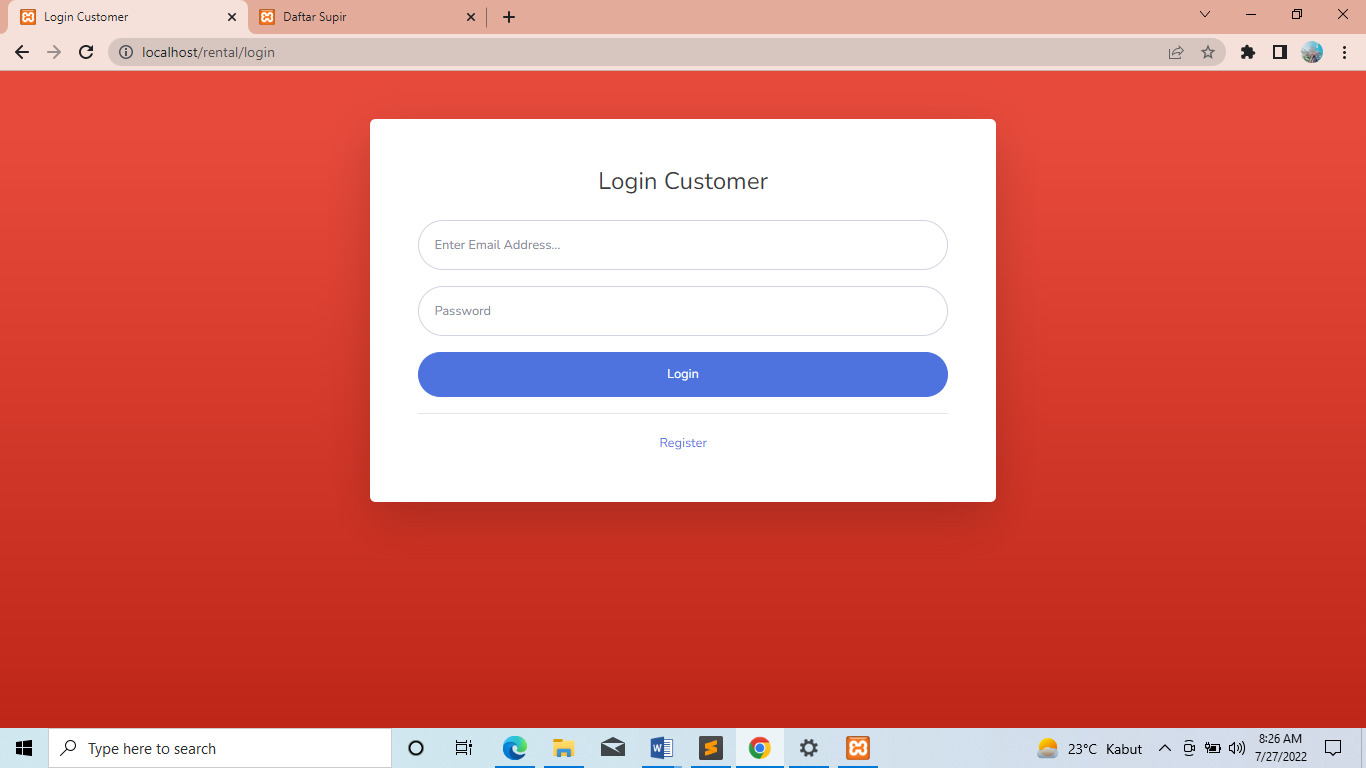 Login Customer
Daftar Supir
localhost/rental/login
Login Customer
Enter Email Address...
Password
Login
Register
Type here to search
23°C Kabut
8:26 AM
7/27/2022